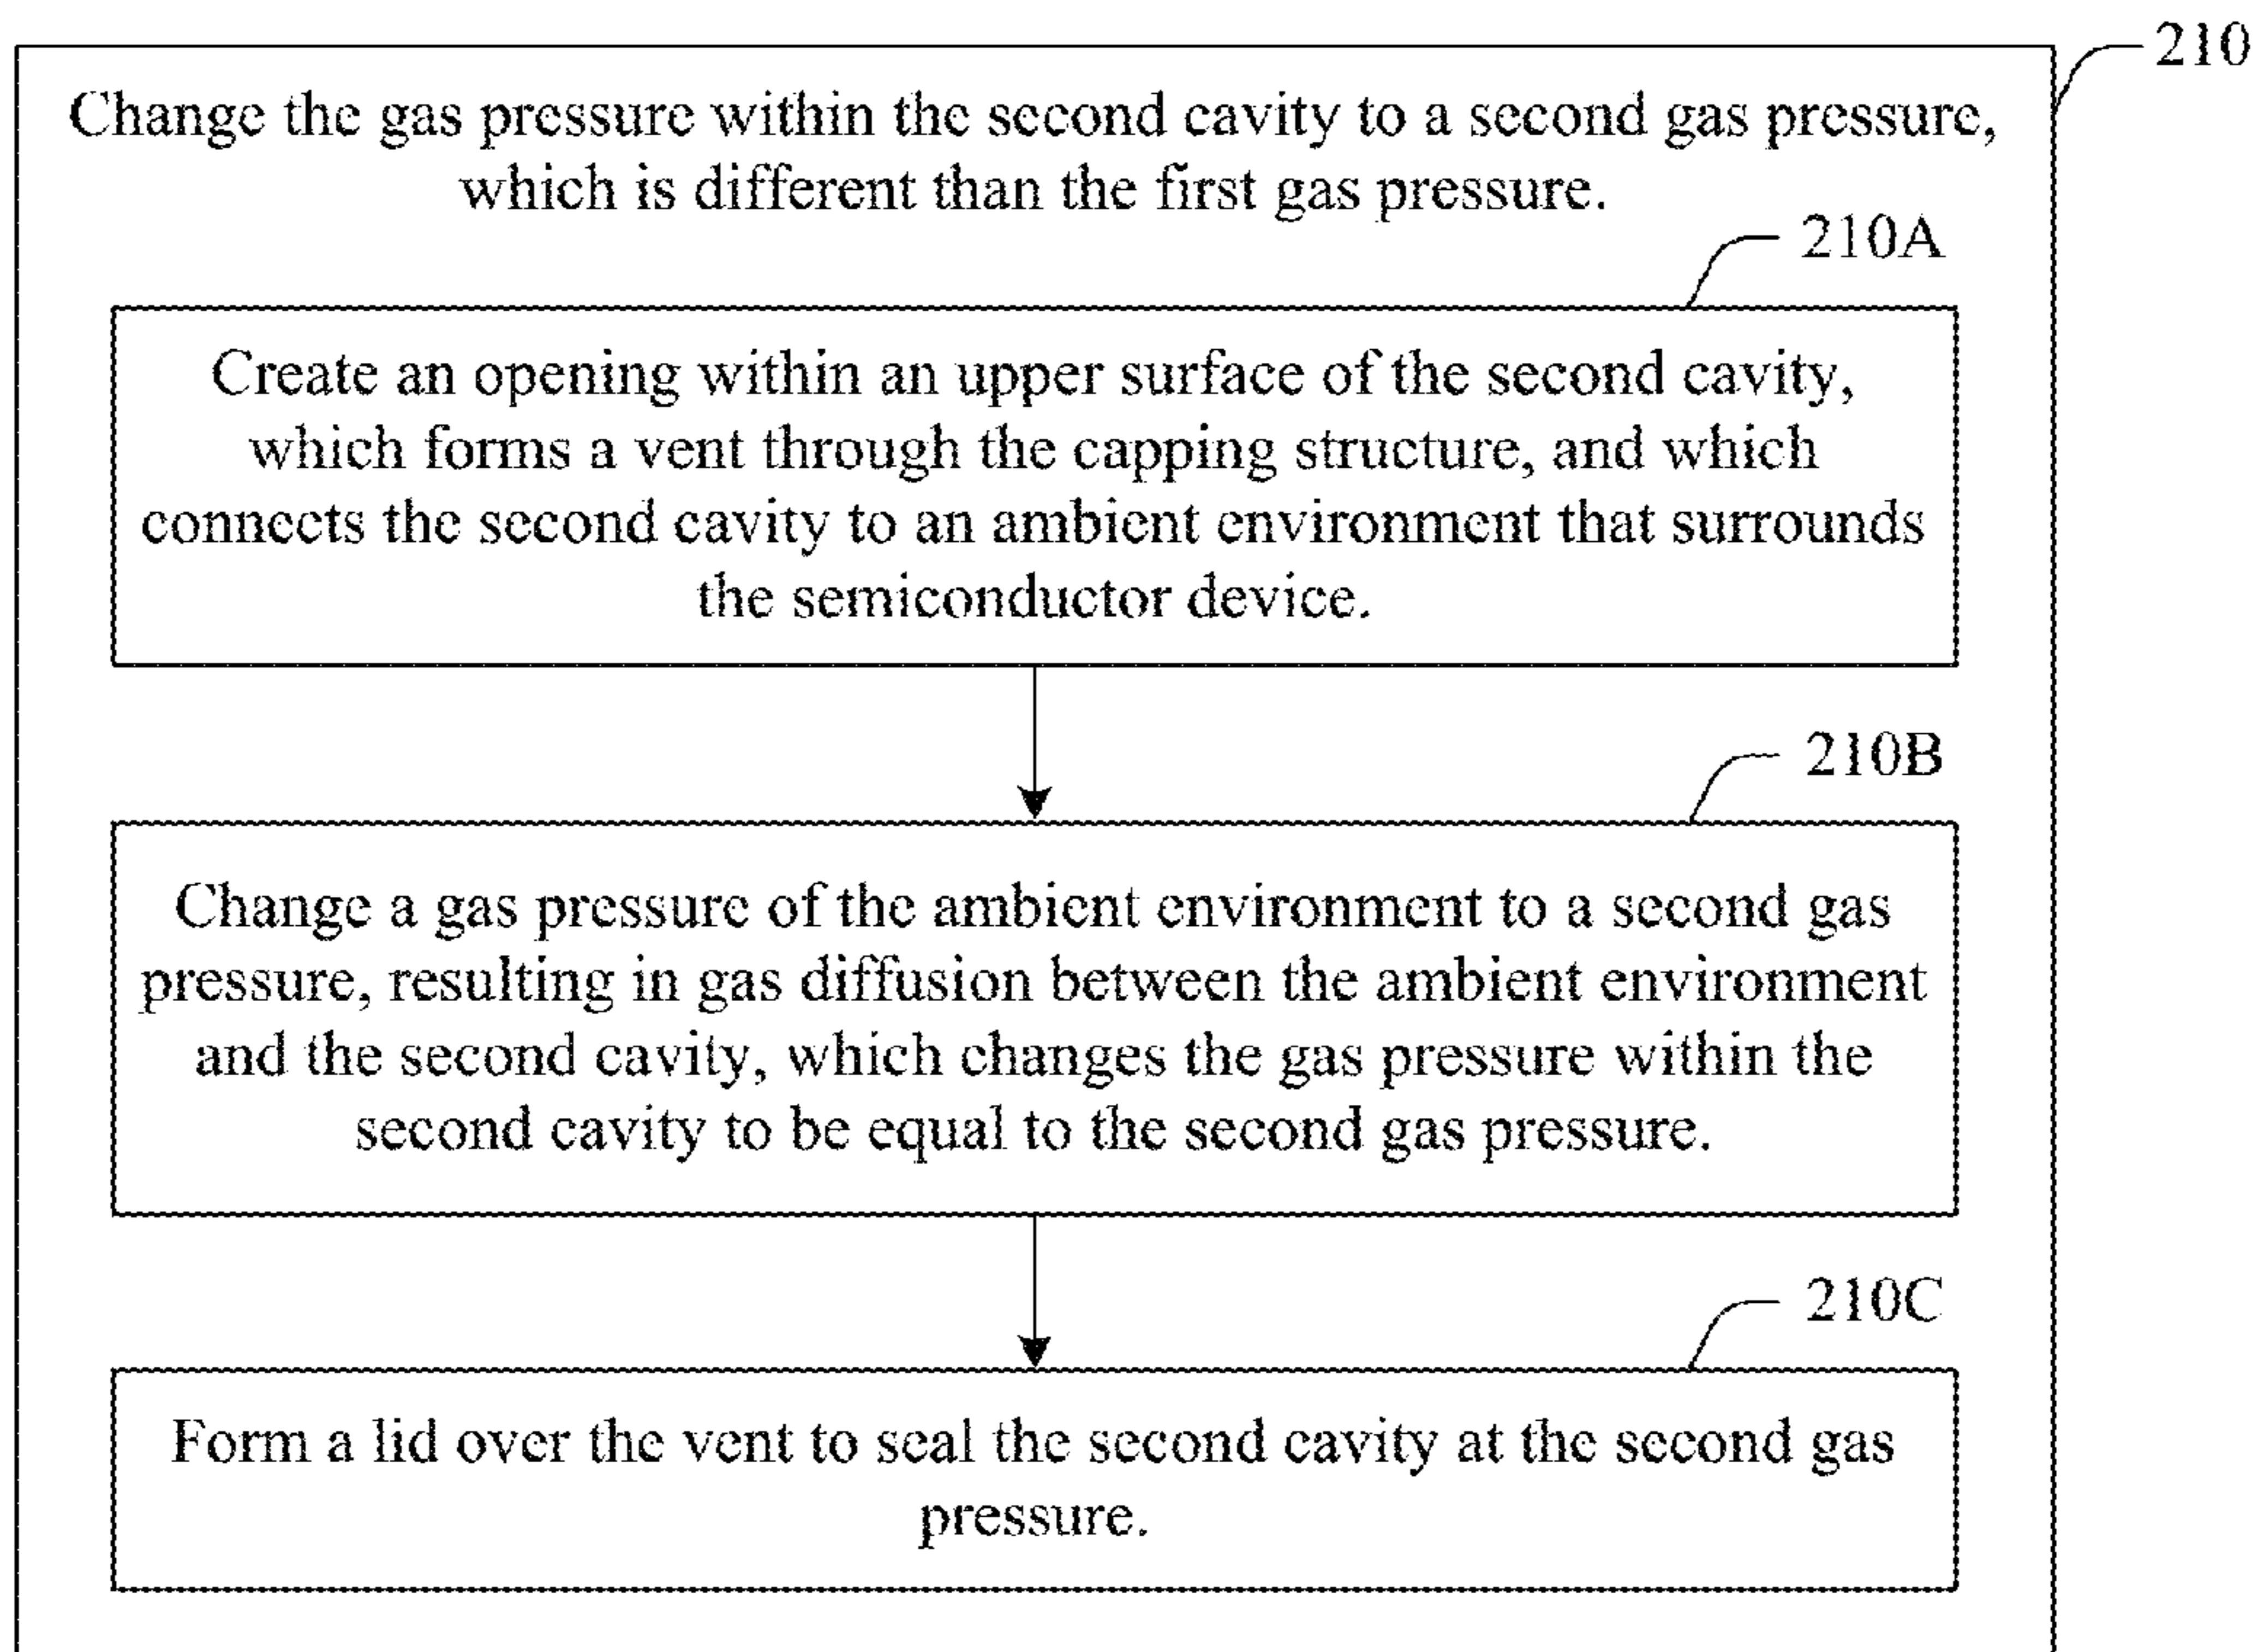 210
Change the gas pressure within the second cavity to a second gas pressure,
which is different than the first gas pressure.
210A
Create an opening within an upper surface of the second cavity,
which forms a vent through the capping structure, and which
connects the second cavity to an ambient environment that surrounds
the semiconductor device.
210B
Change a gas pressure of the ambient environment to a second gas
pressure, resulting in gas diffusion between the ambient environment
and the second cavity, which changes the gas pressure within the
second cavity to be equal to the second gas pressure.
210C
Form a lid over the vent to seal the second cavity at the second gas
pressure.